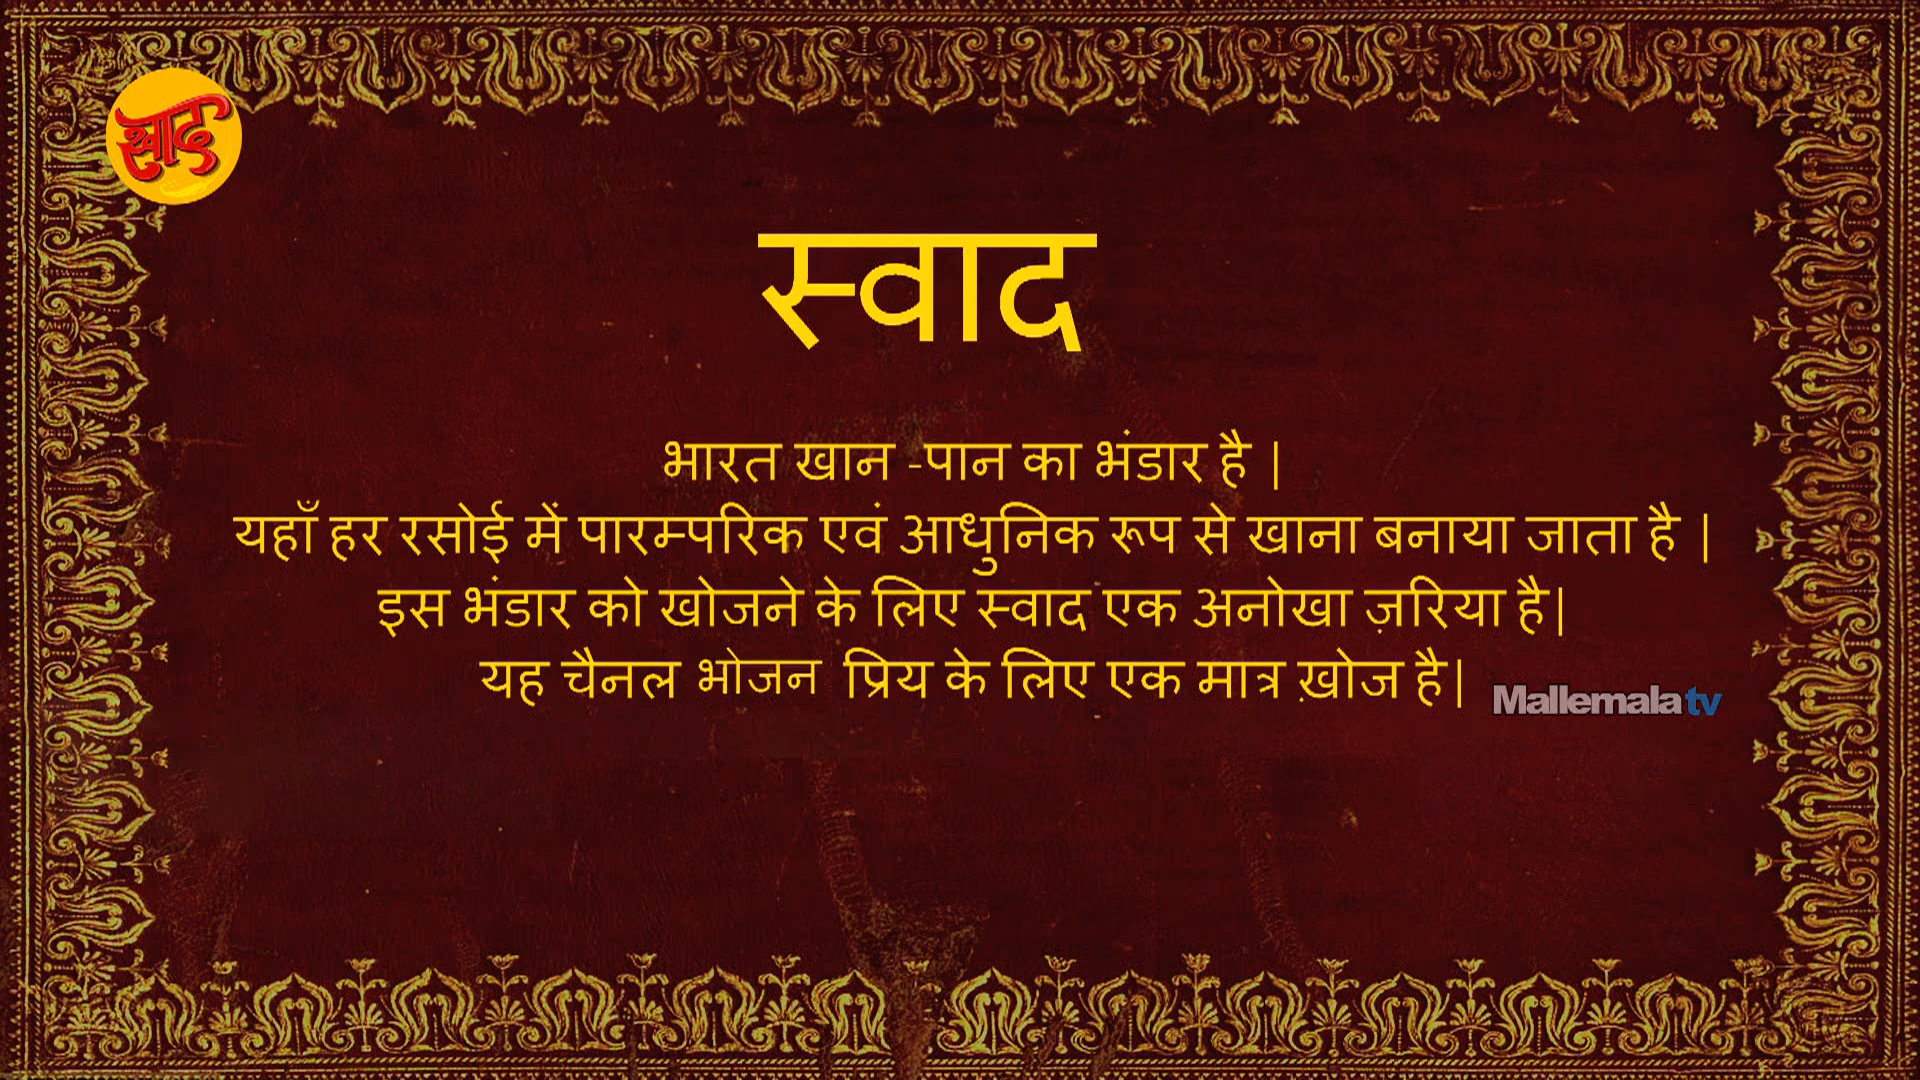 स्वाद
स्वाद
भारत खान -पान का भंडार है |
यहाँ हर रसोई में पारम्परिक एवं आधुनिक रूप से खाना बनाया जाता है |
इस भंडार को खोजने के लिए स्वाद एक अनोखा ज़रिया है|
यह चैनल भोजन प्रिय के लिए एक मात्र ख़ोज है|
Mallemalatv